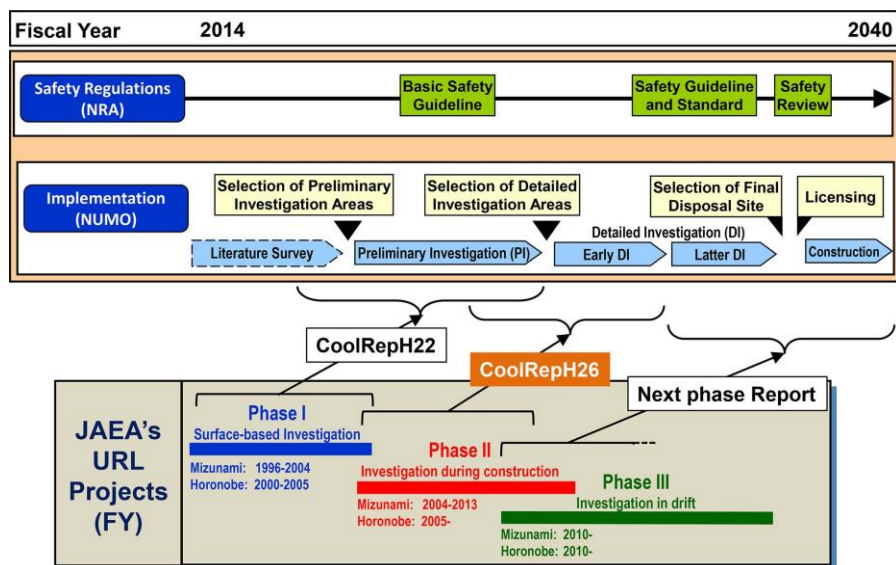 Fiscal Year 2014 2040
Safety Regulations
(NRA)
Basic Safety
Guideline
Safety Guideline
and Standard
Safety
Review
Implementation
(NUMO)
Selection of Preliminary
Investigation Areas
Selection of Detailed
Investigation Areas
Selection of Final
Disposal Site
Licensing
Detailed Investigation (DI)
Literature Survey
Preliminary Investigation (PI)
Early DI
Latter DI
Construction
CoolRepH22
CoolRepH26
Next phase Report
JAEA's
URL
Projects
(FY)
Phase I
Surface-based Investigation
Mizunami: 1996-2004
Horonobe: 2000-2005
Phase II
Investigation during construction
Mizunami: 2004-2013
Horonobe: 2005-
Phase III
Investigation in drift
Mizunami: 2010-
Horonobe: 2010-